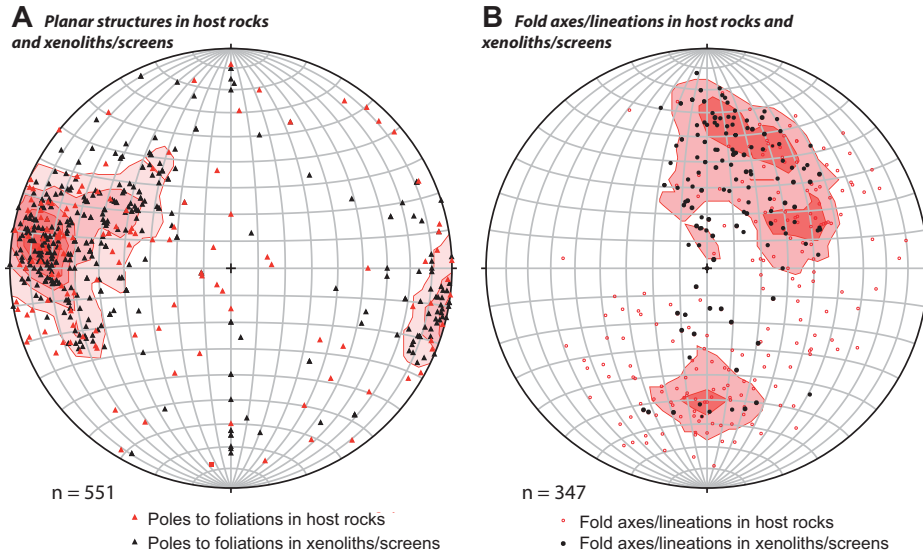 A Planar structures in host rocks
and xenoliths/screens
B Fold axes/lineations in host rocks and
xenoliths/screens
n = 551
Poles to foliations in host rocks
Poles to foliations in xenoliths/screens
n = 347
Fold axes/lineations in host rocks
Fold axes/lineations in xenoliths/screens